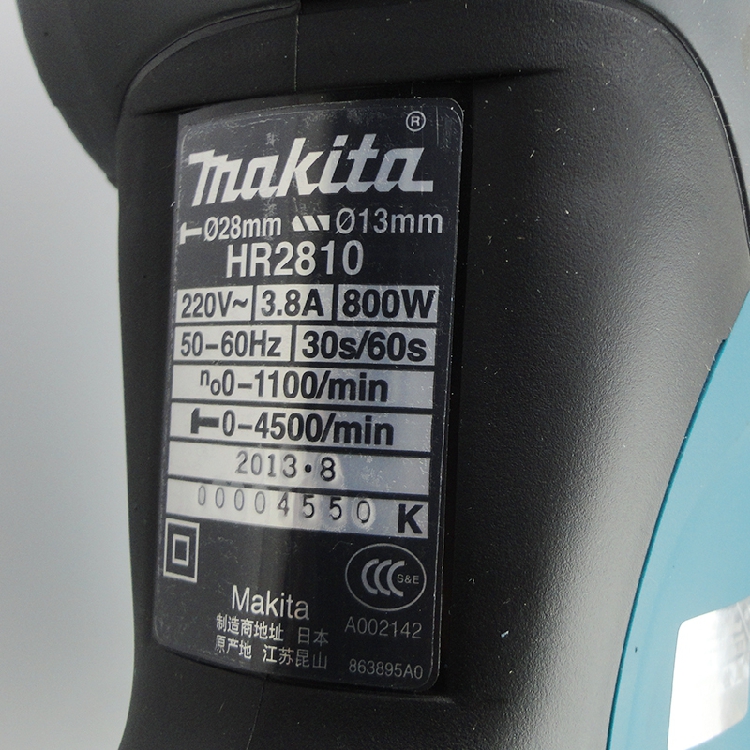 makita®
Ø28mm Ø13mm
HR2810
220V~ 3.8A 800W
50-60Hz 30s/60s
n₀0-1100/min
0-4500/min
2013·8
00004550 K
CCC S&E
Makita
制造商地址 日本 A002142
原产地 江苏昆山 863895A0